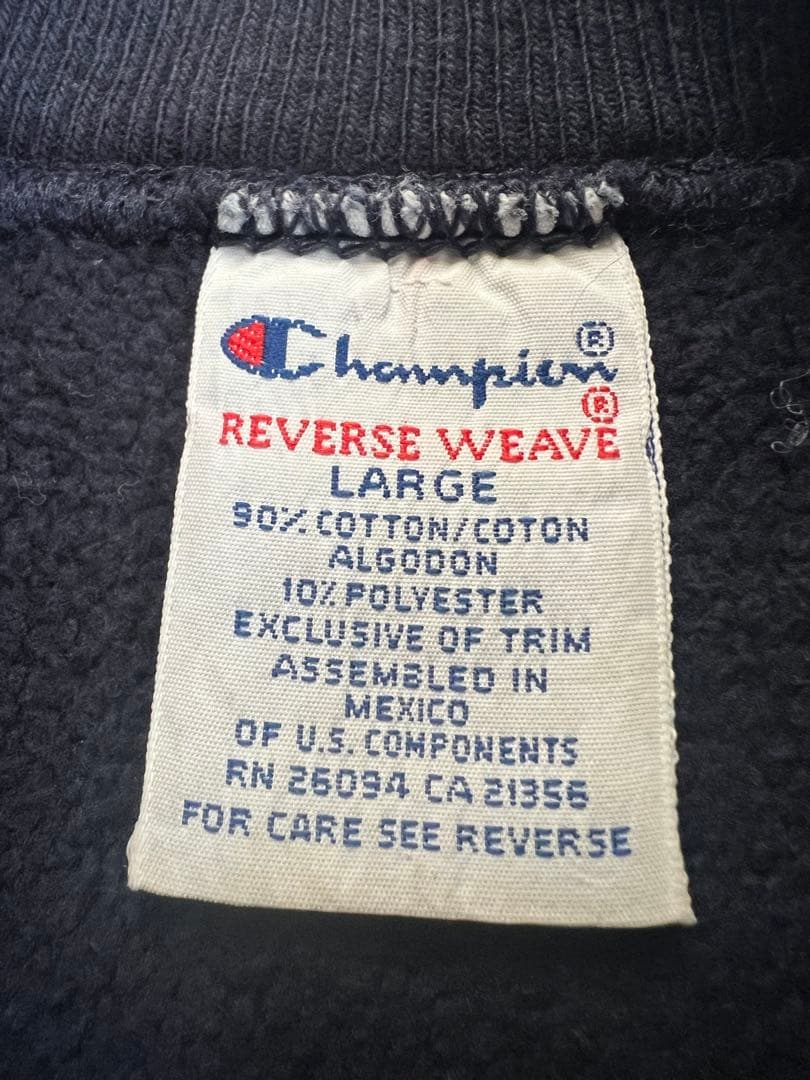 Champion®
®
REVERSE WEAVE
LARGE
90% COTTON/COTON
ALGODON
10% POLYESTER
EXCLUSIVE OF TRIM
ASSEMBLED IN
MEXICO
OF U.S. COMPONENTS
RN 26094 CA 21356
FOR CARE SEE REVERSE